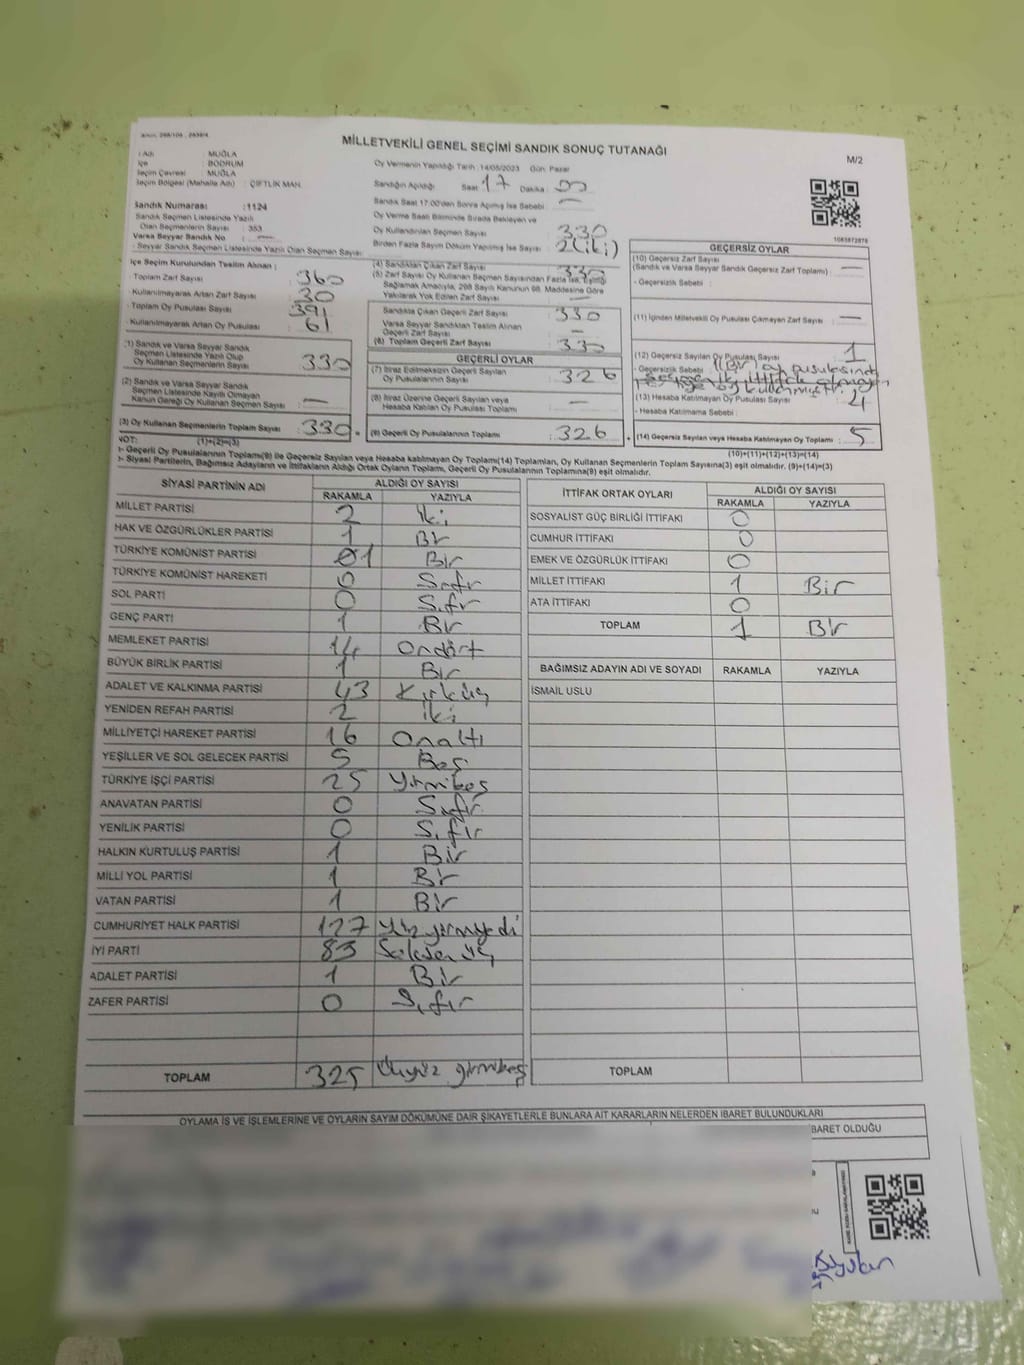 MİLLETVEKİLİ GENEL SEÇİMİ SANDIK SONUÇ TUTANAĞI
M/2
İl Adı : MUĞLA
İlçe : BODRUM
Seçim Çevresi : MUĞLA
Seçim Bölgesi (Mahalle Adı) : ÇİFTLİK MAH.
Oy Vermenin Yapıldığı Tarih : 14/05/2023 Gün: Pazar
Sandığın Açıldığı Saat 17 Dakika : 00
Sandık Saat 17:00'den Sonra Açılmış İse Sebebi : —
Oy Verme Saati Bitiminde Sırada Bekleyen ve
Oy Kullandırılan Seçmen Sayısı : 330
Birden Fazla Sayım Döküm Yapılmış İse Sayısı : 2 (iki)
1083872876
Sandık Numarası : 1124
Sandık Seçmen Listesinde Yazılı
Olan Seçmenlerin Sayısı : 353
Varsa Seyyar Sandık No : —
Seyyar Sandık Seçmen Listesinde Yazılı Olan Seçmen Sayısı
İlçe Seçim Kurulundan Teslim Alınan :
Toplam Zarf Sayısı : 360
Kullanılmayarak Artan Zarf Sayısı : 30
Toplam Oy Pusulası Sayısı : 391
Kullanılmayarak Artan Oy Pusulası : 61
(1) Sandık ve Varsa Seyyar Sandık
Seçmen Listesinde Yazılı Olup
Oy Kullanan Seçmenlerin Sayısı : 330
(2) Sandık ve Varsa Seyyar Sandık
Seçmen Listesinde Kayıtlı Olmayan
Kanun Gereği Oy Kullanan Seçmen Sayısı : —
(3) Oy Kullanan Seçmenlerin Toplam Sayısı : 330
(4) Sandıktan Çıkan Zarf Sayısı : 330
(5) Zarf Sayısı Oy Kullanan Seçmen Sayısından Fazla ise, Eşitliği
Sağlamak Amacıyla, 298 Sayılı Kanunun 98. Maddesine Göre
Yakılarak Yok Edilen Zarf Sayısı : —
Sandıkta Çıkan Geçerli Zarf Sayısı : 330
Varsa Seyyar Sandıktan Teslim Alınan
Geçerli Zarf Sayısı : —
(6) Toplam Geçerli Zarf Sayısı : 330
GEÇERLİ OYLAR
(7) İtiraz Edilmeksizin Geçerli Sayılan
Oy Pusulalarının Sayısı : 326
(8) İtiraz Üzerine Geçerli Sayılan veya
Hesaba Katılan Oy Pusulası Toplamı : —
(9) Geçerli Oy Pusulalarının Toplamı : 326
GEÇERSİZ OYLAR
(10) Geçersiz Zarf Sayısı
(Sandık ve Varsa Seyyar Sandık Geçersiz Zarf Toplamı) : —
- Geçersizlik Sebebi :
(11) İçinden Milletvekili Oy Pusulası Çıkmayan Zarf Sayısı : —
(12) Geçersiz Sayılan Oy Pusulası Sayısı : 1
- Geçersizlik Sebebi : 1(Bir) oy pusulasında
(13) Hesaba Katılmayan Oy Pusulası Sayısı : 4
- Hesaba Katılmama Sebebi :
(14) Geçersiz Sayılan veya Hesaba Katılmayan Oy Toplamı : 5
NOT: (1)+(2)=(3)
(10)+(11)+(12)+(13)=(14)
- Geçerli Oy Pusulalarının Toplamı(9) ile Geçersiz Sayılan veya Hesaba Katılmayan Oy Toplamı(14) Toplamları, Oy Kullanan Seçmenlerin Toplam Sayısına(3) eşit olmalıdır. (9)+(14)=(3)
- Siyasi Partilerin, Bağımsız Adayların ve İttifakların Aldığı Ortak Oyların Toplamı, Geçerli Oy Pusulalarının Toplamına(9) eşit olmalıdır.
SİYASİ PARTİNİN ADI ALDIĞI OY SAYISI
RAKAMLA YAZIYLA
MİLLET PARTİSİ 2 iki
HAK VE ÖZGÜRLÜKLER PARTİSİ 1 Bir
TÜRKİYE KOMÜNİST PARTİSİ 01 Bir
TÜRKİYE KOMÜNİST HAREKETİ 0 Sıfır
SOL PARTİ 0 Sıfır
GENÇ PARTİ 1 Bir
MEMLEKET PARTİSİ 14 Ondört
BÜYÜK BİRLİK PARTİSİ 1 Bir
ADALET VE KALKINMA PARTİSİ 43 Kırküç
YENİDEN REFAH PARTİSİ 2 iki
MİLLİYETÇİ HAREKET PARTİSİ 16 Onaltı
YEŞİLLER VE SOL GELECEK PARTİSİ 5 Beş
TÜRKİYE İŞÇİ PARTİSİ 25 Yirmibeş
ANAVATAN PARTİSİ 0 Sıfır
YENİLİK PARTİSİ 0 Sıfır
HALKIN KURTULUŞ PARTİSİ 1 Bir
MİLLİ YOL PARTİSİ 1 Bir
VATAN PARTİSİ 1 Bir
CUMHURİYET HALK PARTİSİ 127 Yüz yirmiyedi
İYİ PARTİ 83 Seksen üç
ADALET PARTİSİ 1 Bir
ZAFER PARTİSİ 0 Sıfır
TOPLAM 325 Üçyüz yirmibeş
İTTİFAK ORTAK OYLARI ALDIĞI OY SAYISI
RAKAMLA YAZIYLA
SOSYALİST GÜÇ BİRLİĞİ İTTİFAKI 0
CUMHUR İTTİFAKI 0
EMEK VE ÖZGÜRLÜK İTTİFAKI 0
MİLLET İTTİFAKI 1 Bir
ATA İTTİFAKI 0
TOPLAM 1 Bir
BAĞIMSIZ ADAYIN ADI VE SOYADI RAKAMLA YAZIYLA
İSMAİL USLU
TOPLAM
OYLAMA İŞ VE İŞLEMLERİNE VE OYLARIN SAYIM DÖKÜMÜNE DAİR ŞİKAYETLERLE BUNLARA AİT KARARLARIN NELERDEN İBARET BULUNDUKLARI
BARET OLDUĞU